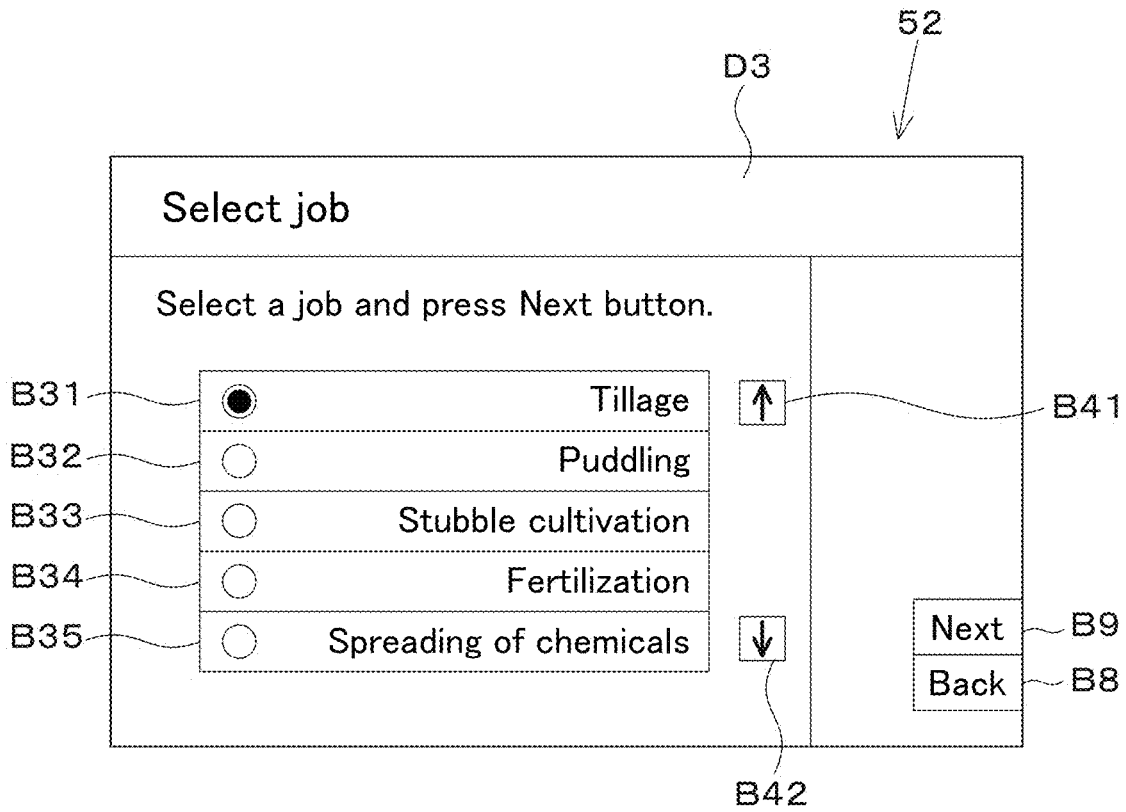 52
D3
Select job
Select a job and press Next button.
B31
Tillage
↑
B41
B32
Puddling
B33
Stubble cultivation
B34
Fertilization
B35
Spreading of chemicals
↓
Next
B9
Back
B8
B42